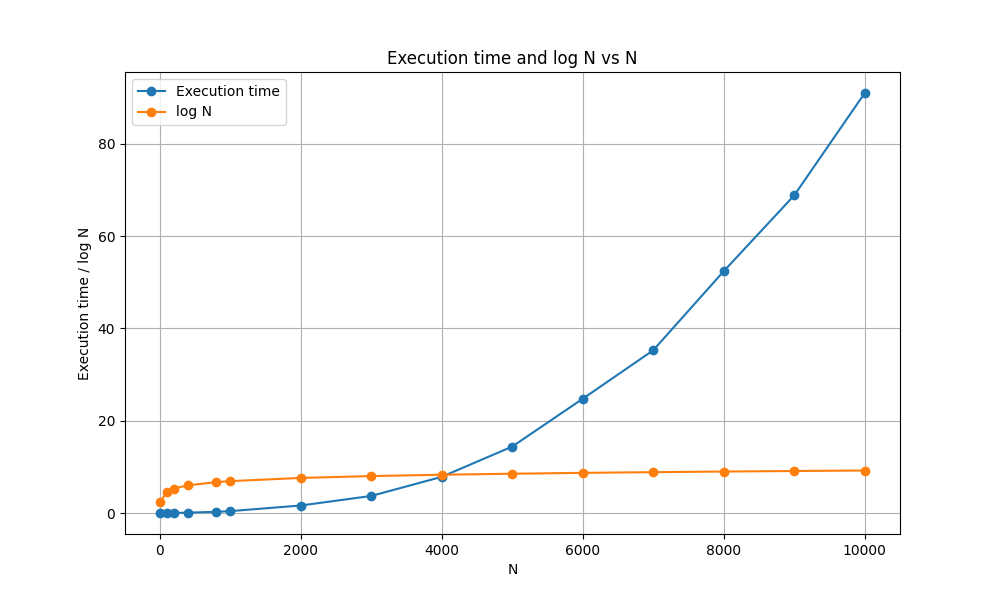 Execution time and log N vs N
Execution time
log N
Execution time / log N
80
60
40
20
0
0 2000 4000 6000 8000 10000
N